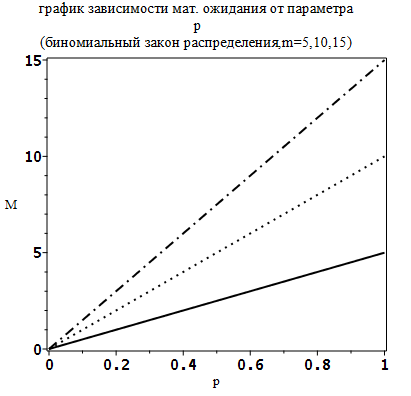 график зависимости мат. ожидания от параметра
p
(биномиальный закон распределения,m=5,10,15)
15
10
M
5
0
0 0.2 0.4 0.6 0.8 1
p